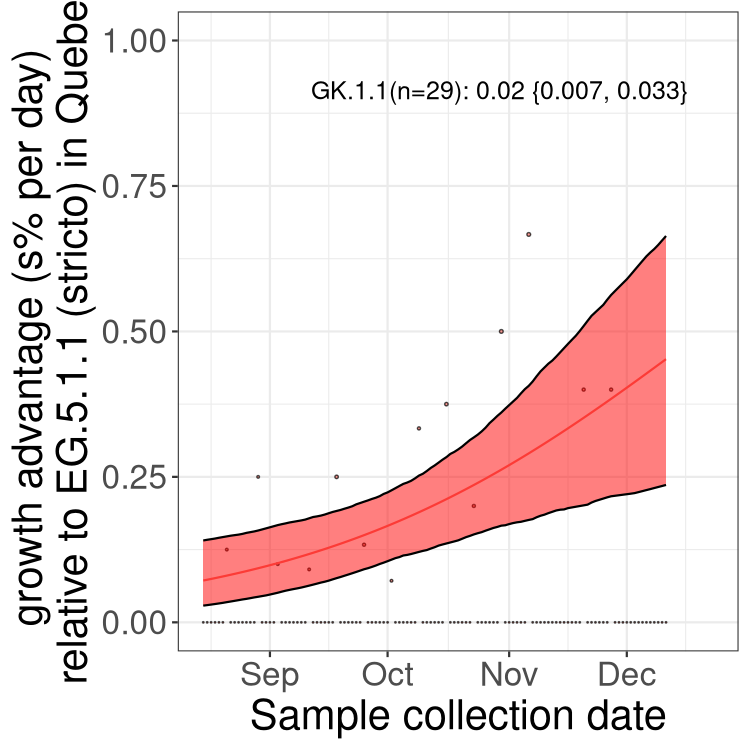 growth advantage (s% per day)
relative to EG.5.1.1 (stricto) in Quebe
1.00
0.75
0.50
0.25
0.00
GK.1.1(n=29): 0.02 {0.007, 0.033}
Sep Oct Nov Dec
Sample collection date